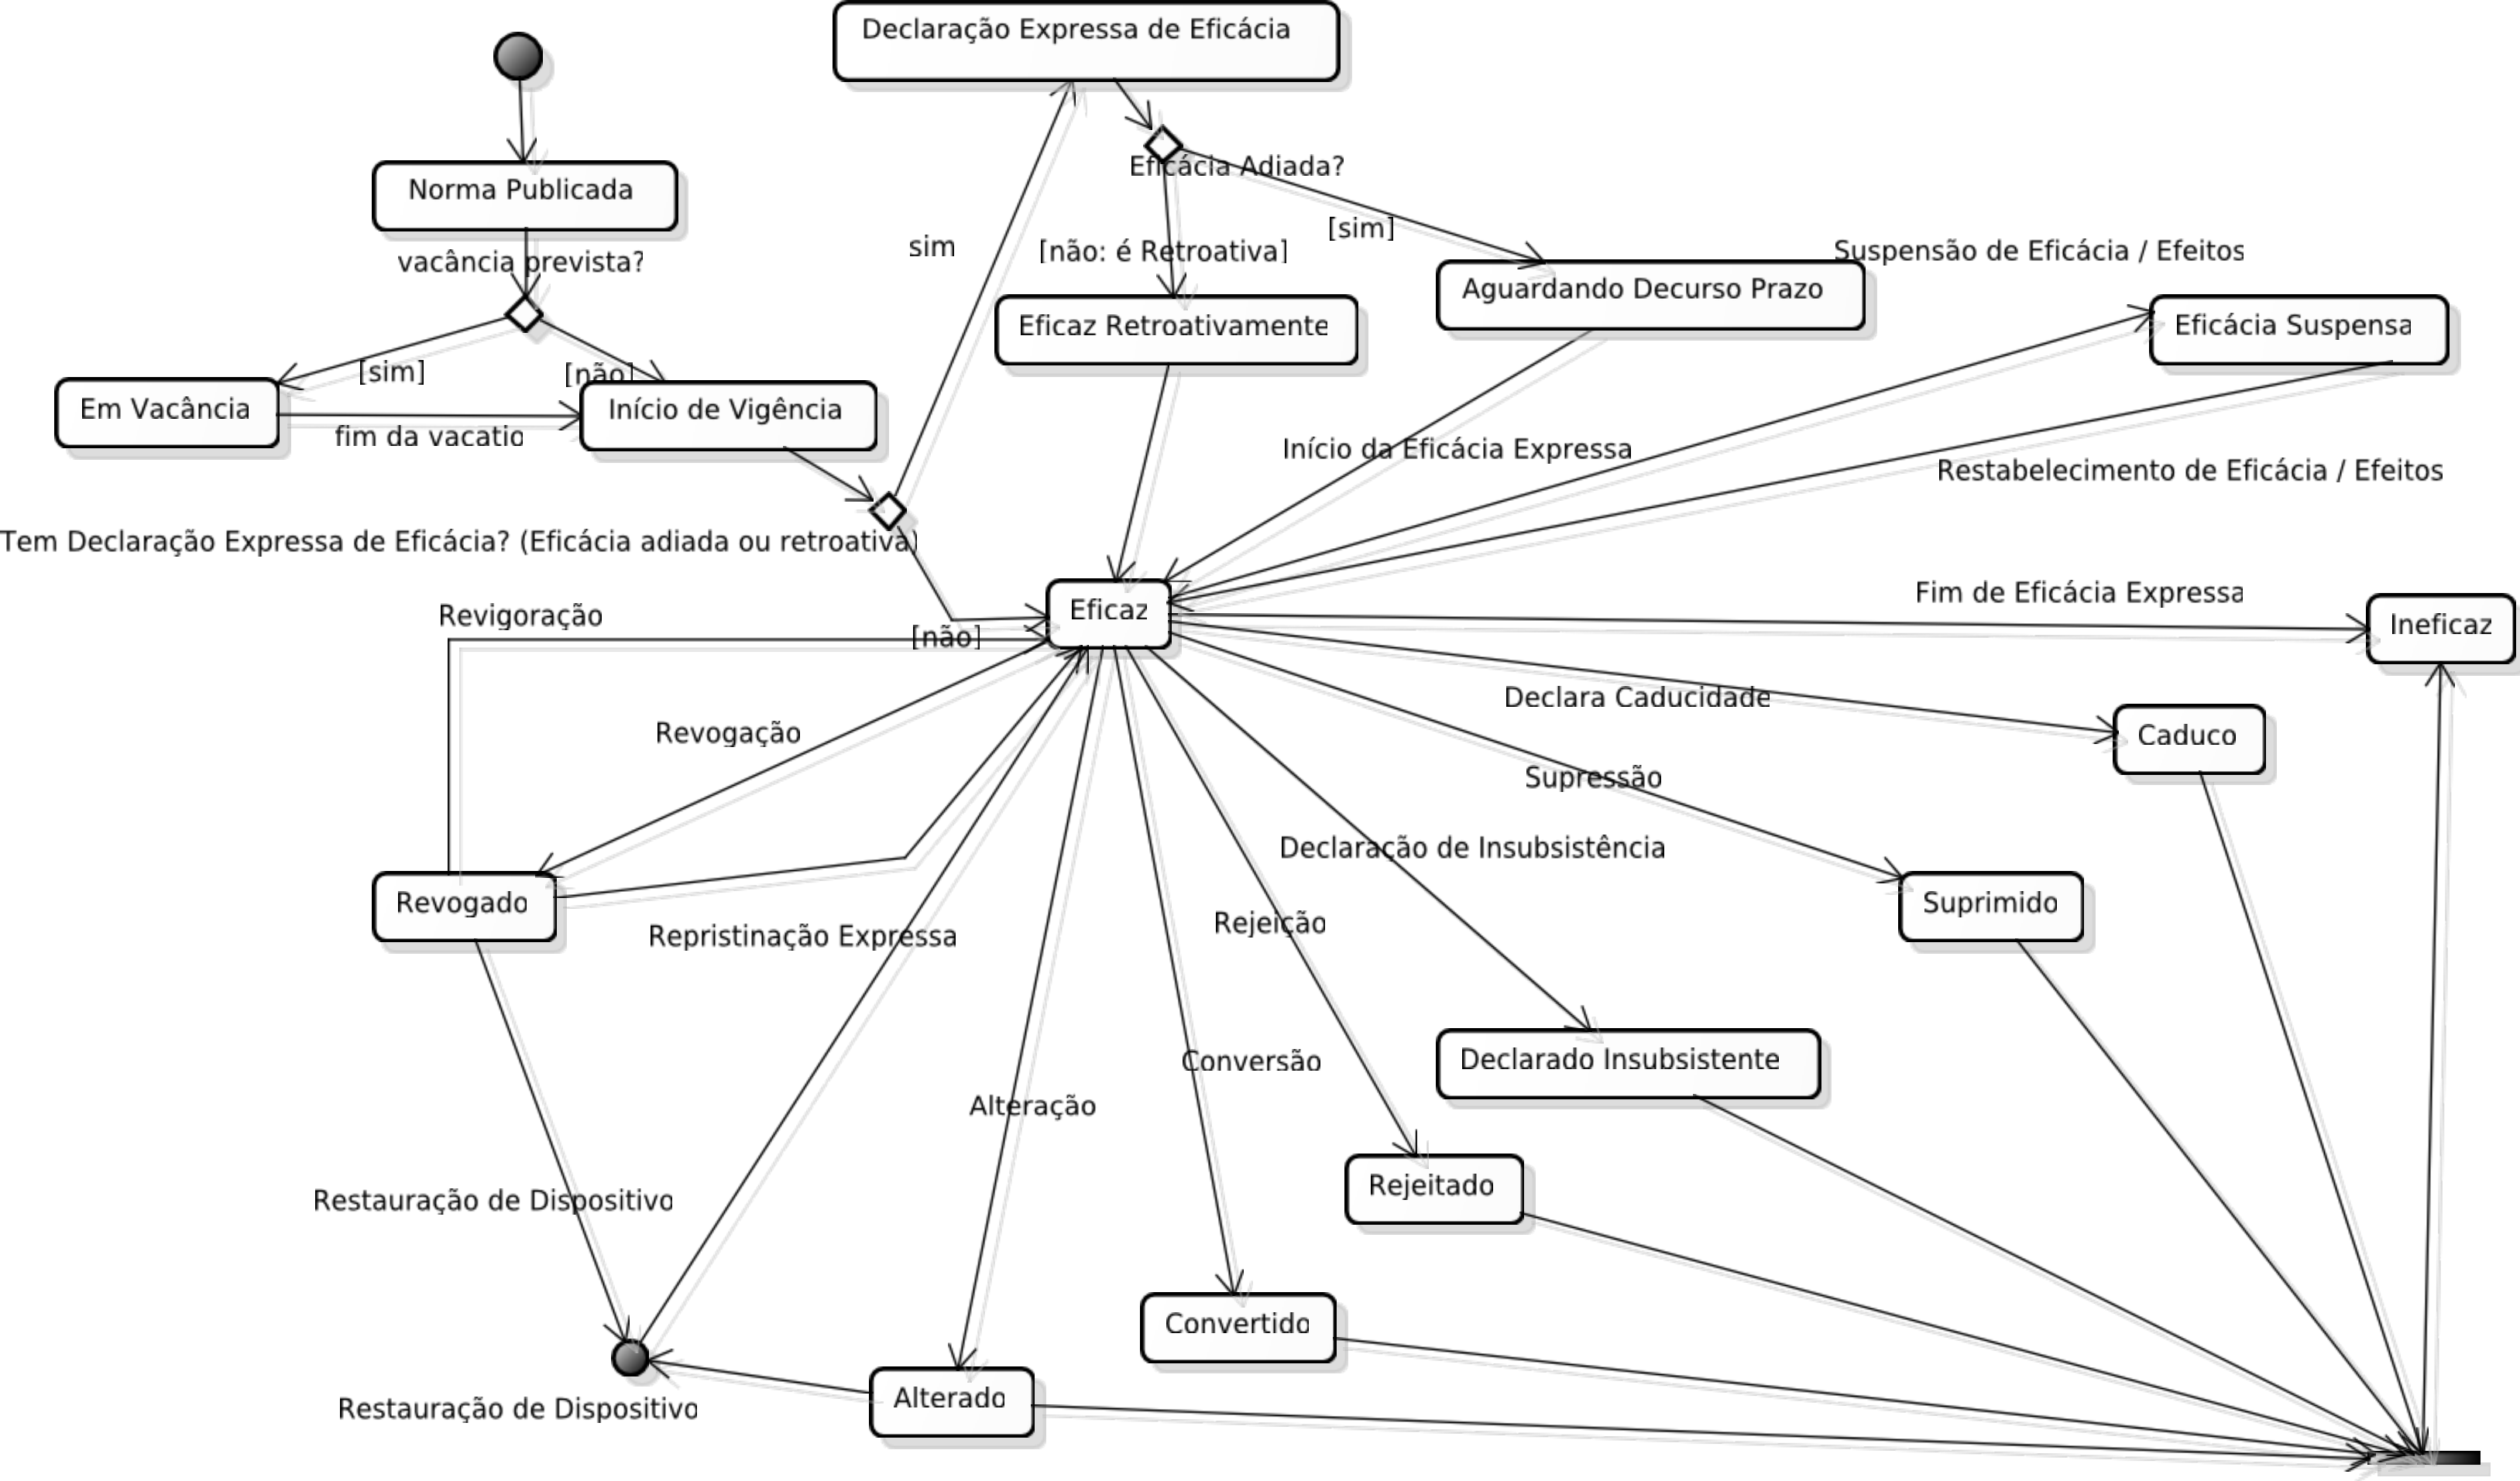 Declaração Expressa de Eficácia
Norma Publicada
vacância prevista?
Eficácia Adiada?
[sim]
[não: é Retroativa]
sim
Suspensão de Eficácia / Efeitos
Aguardando Decurso Prazo
Eficaz Retroativamente
Eficácia Suspensa
[sim]
[não]
Em Vacância
Início de Vigência
fim da vacatio
Início da Eficácia Expressa
Restabelecimento de Eficácia / Efeitos
Tem Declaração Expressa de Eficácia? (Eficácia adiada ou retroativa)
Fim de Eficácia Expressa
Revigoração
Eficaz
Ineficaz
[não]
Declara Caducidade
Revogação
Caduco
Supressão
Declaração de Insubsistência
Revogado
Suprimido
Rejeição
Repristinação Expressa
Declarado Insubsistente
Conversão
Alteração
Rejeitado
Restauração de Dispositivo
Convertido
Alterado
Restauração de Dispositivo